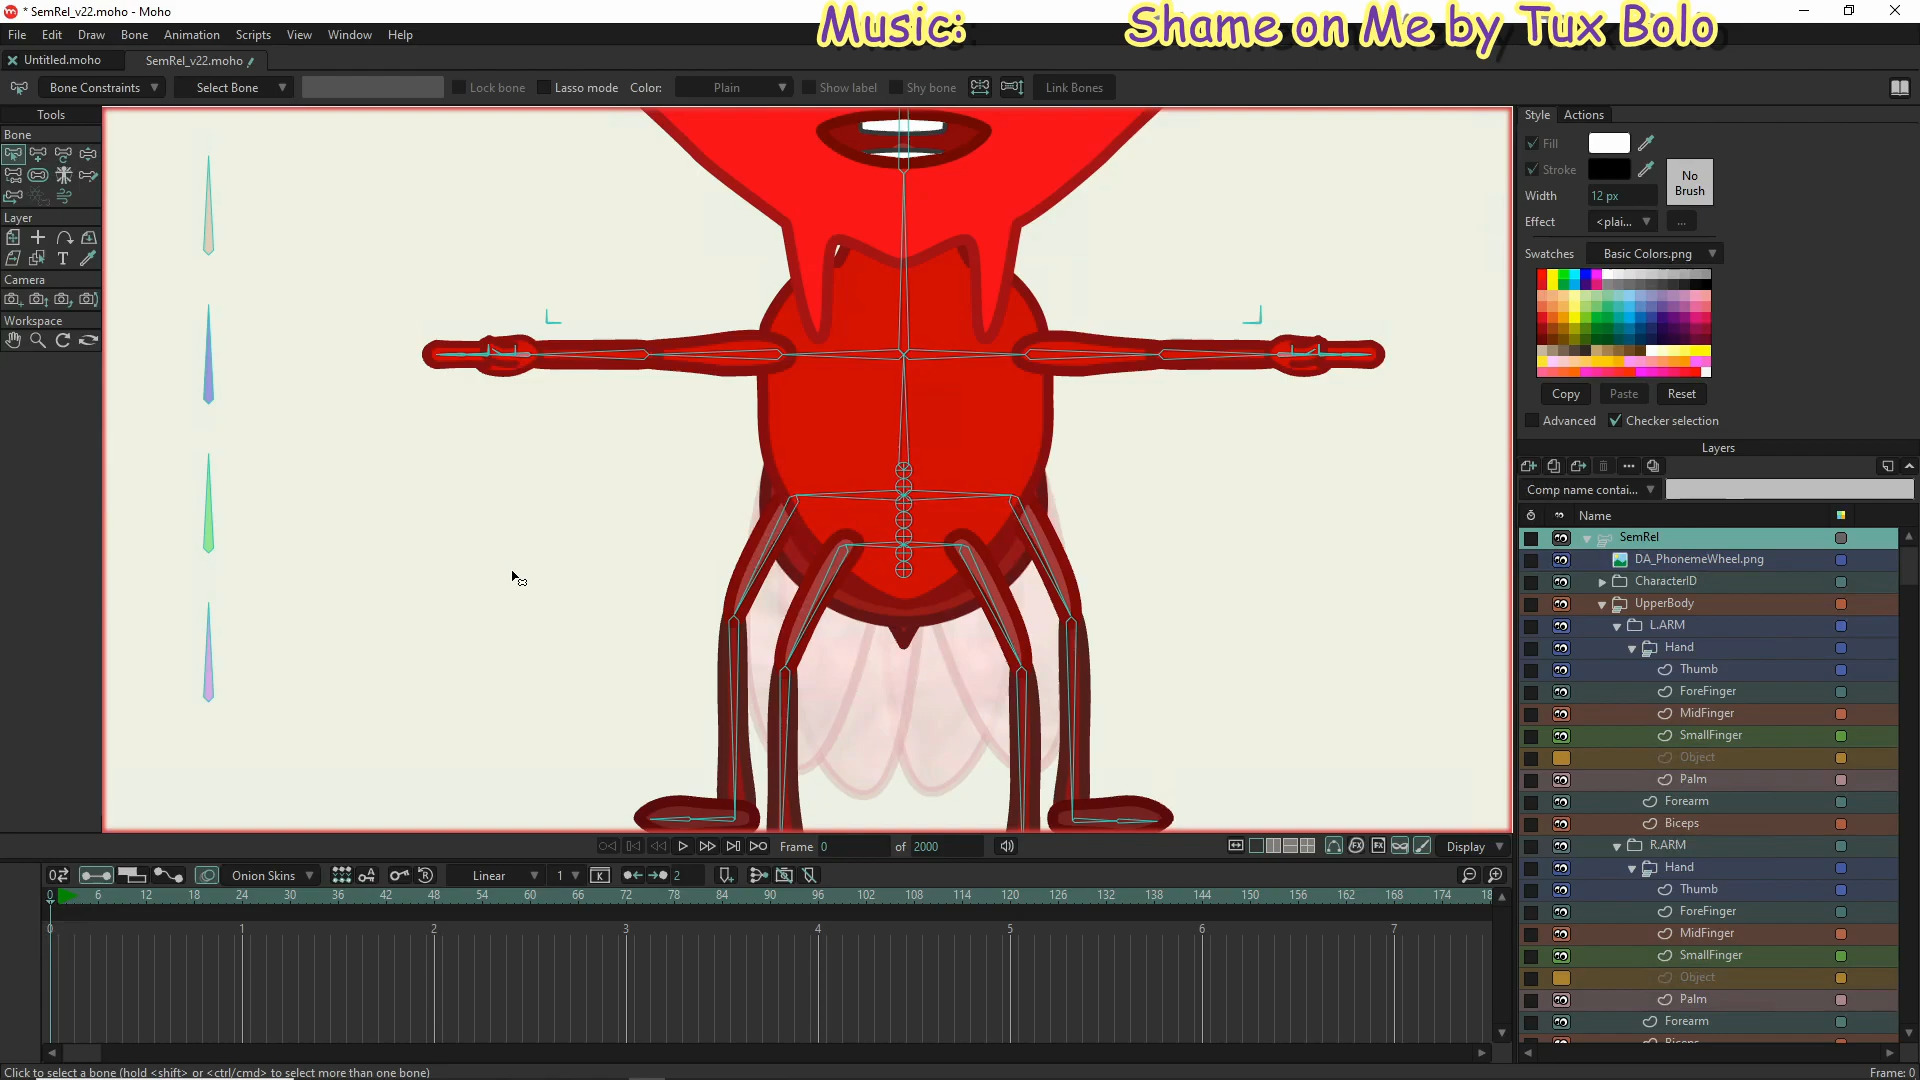 * SemRel_v22.moho - Moho
Music: Shame on Me by Tux Bolo
File Edit Draw Bone Animation Scripts View Window Help
Untitled.moho SemRel_v22.moho
Bone Constraints Select Bone Lock bone Lasso mode Color: Plain Show label Shy bone Link Bones
Tools
Bone
Layer
Camera
Workspace
Style Actions
Fill
Stroke
No Brush
Width 12 px
Effect <plai... ...
Swatches Basic Colors.png
Copy Paste Reset
Advanced Checker selection
Layers
Comp name contai...
Name
SemRel
DA_PhonemeWheel.png
CharacterID
UpperBody
L.ARM
Hand
Thumb
ForeFinger
MidFinger
SmallFinger
Object
Palm
Forearm
Biceps
R.ARM
Hand
Thumb
ForeFinger
MidFinger
SmallFinger
Object
Palm
Forearm
Biceps
Frame 0 of 2000 Display
Onion Skins Linear 1 2
0 6 12 18 24 30 36 42 48 54 60 66 72 78 84 90 96 102 108 114 120 126 132 138 144 150 156 162 168 174 18
0 1 2 3 4 5 6 7
Click to select a bone (hold <shift> or <ctrl/cmd> to select more than one bone) Frame: 0